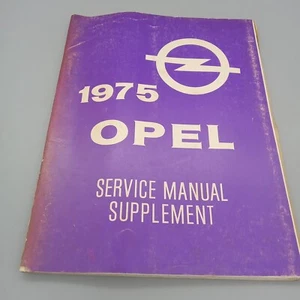 1975
OPEL
SERVICE MANUAL
SUPPLEMENT